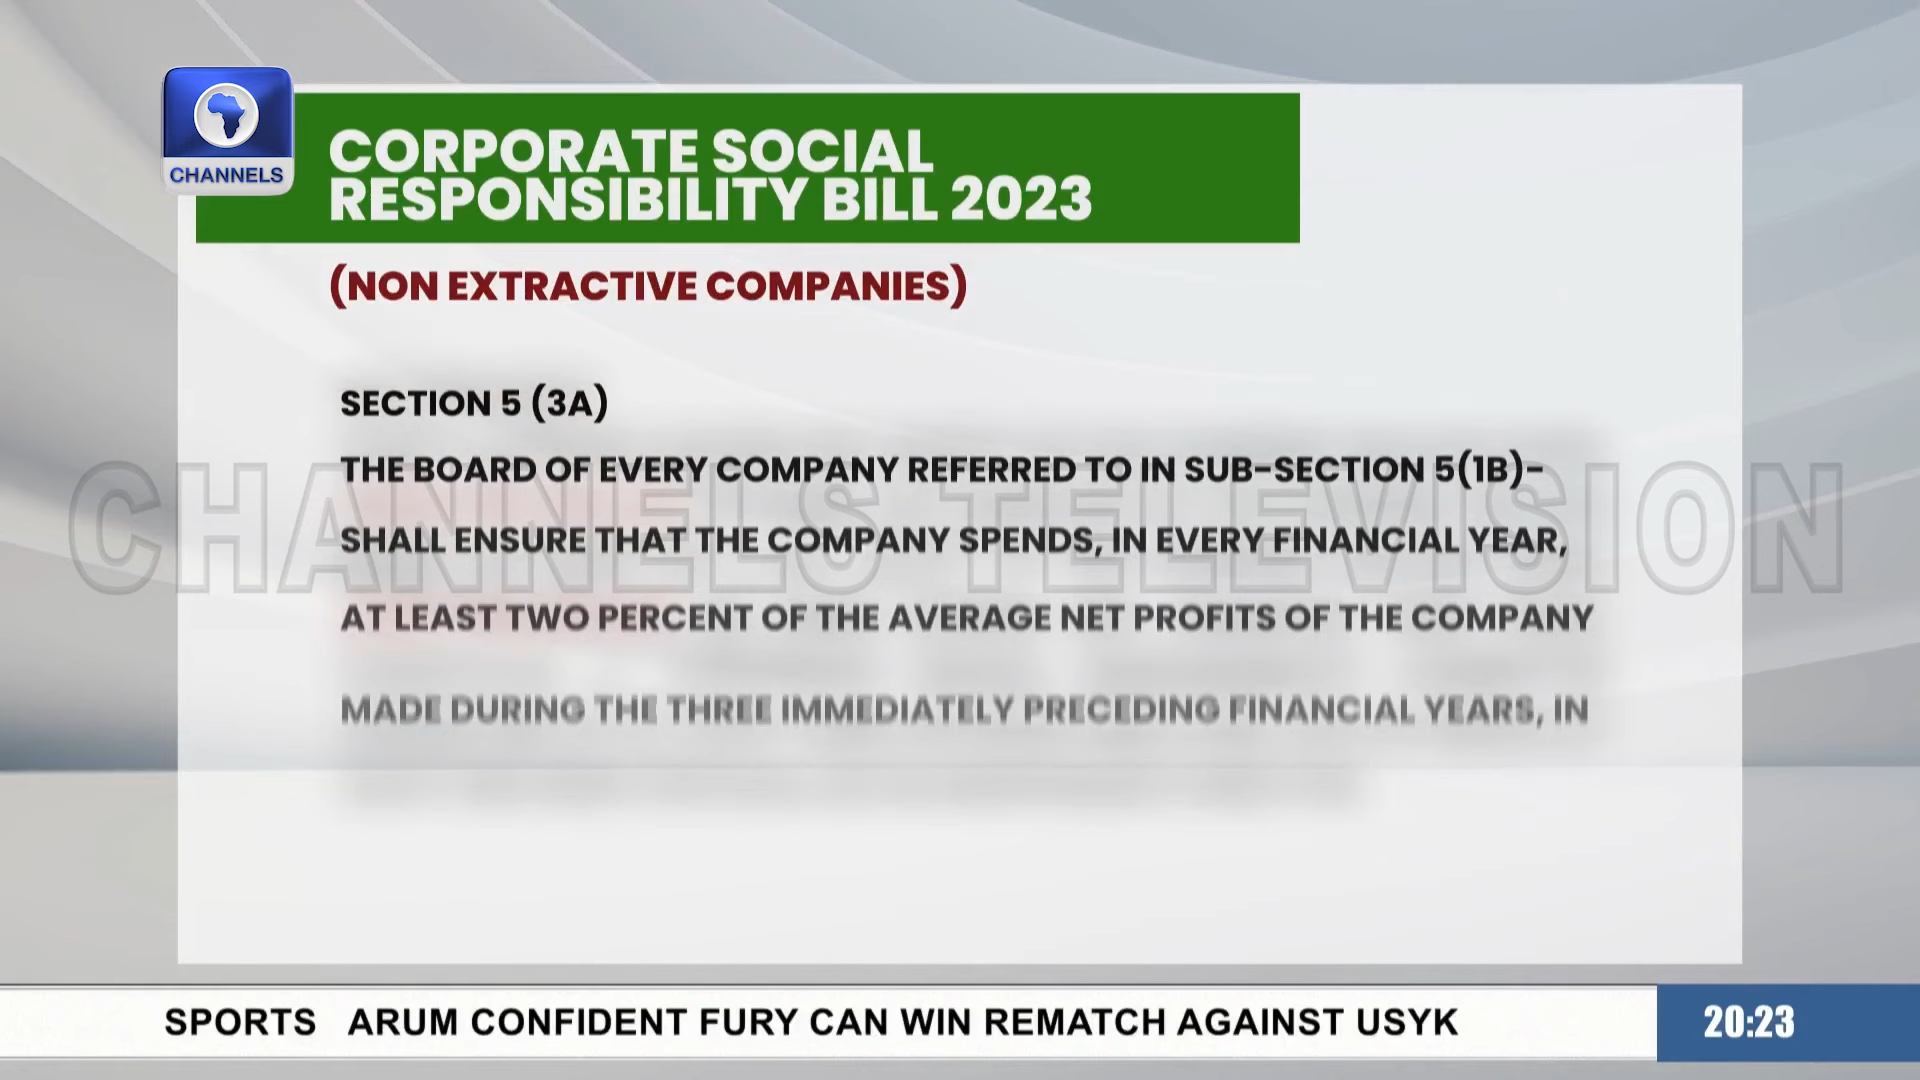 CHANNELS
CORPORATE SOCIAL
RESPONSIBILITY BILL 2023
(NON EXTRACTIVE COMPANIES)
SECTION 5 (3A)
THE BOARD OF EVERY COMPANY REFERRED TO IN SUB-SECTION 5(1B)-
SHALL ENSURE THAT THE COMPANY SPENDS, IN EVERY FINANCIAL YEAR,
CHANNELS TELEVISION
AT LEAST TWO PERCENT OF THE AVERAGE NET PROFITS OF THE COMPANY
MADE DURING THE THREE IMMEDIATELY PRECEDING FINANCIAL YEARS, IN
SPORTS ARUM CONFIDENT FURY CAN WIN REMATCH AGAINST USYK
20:23